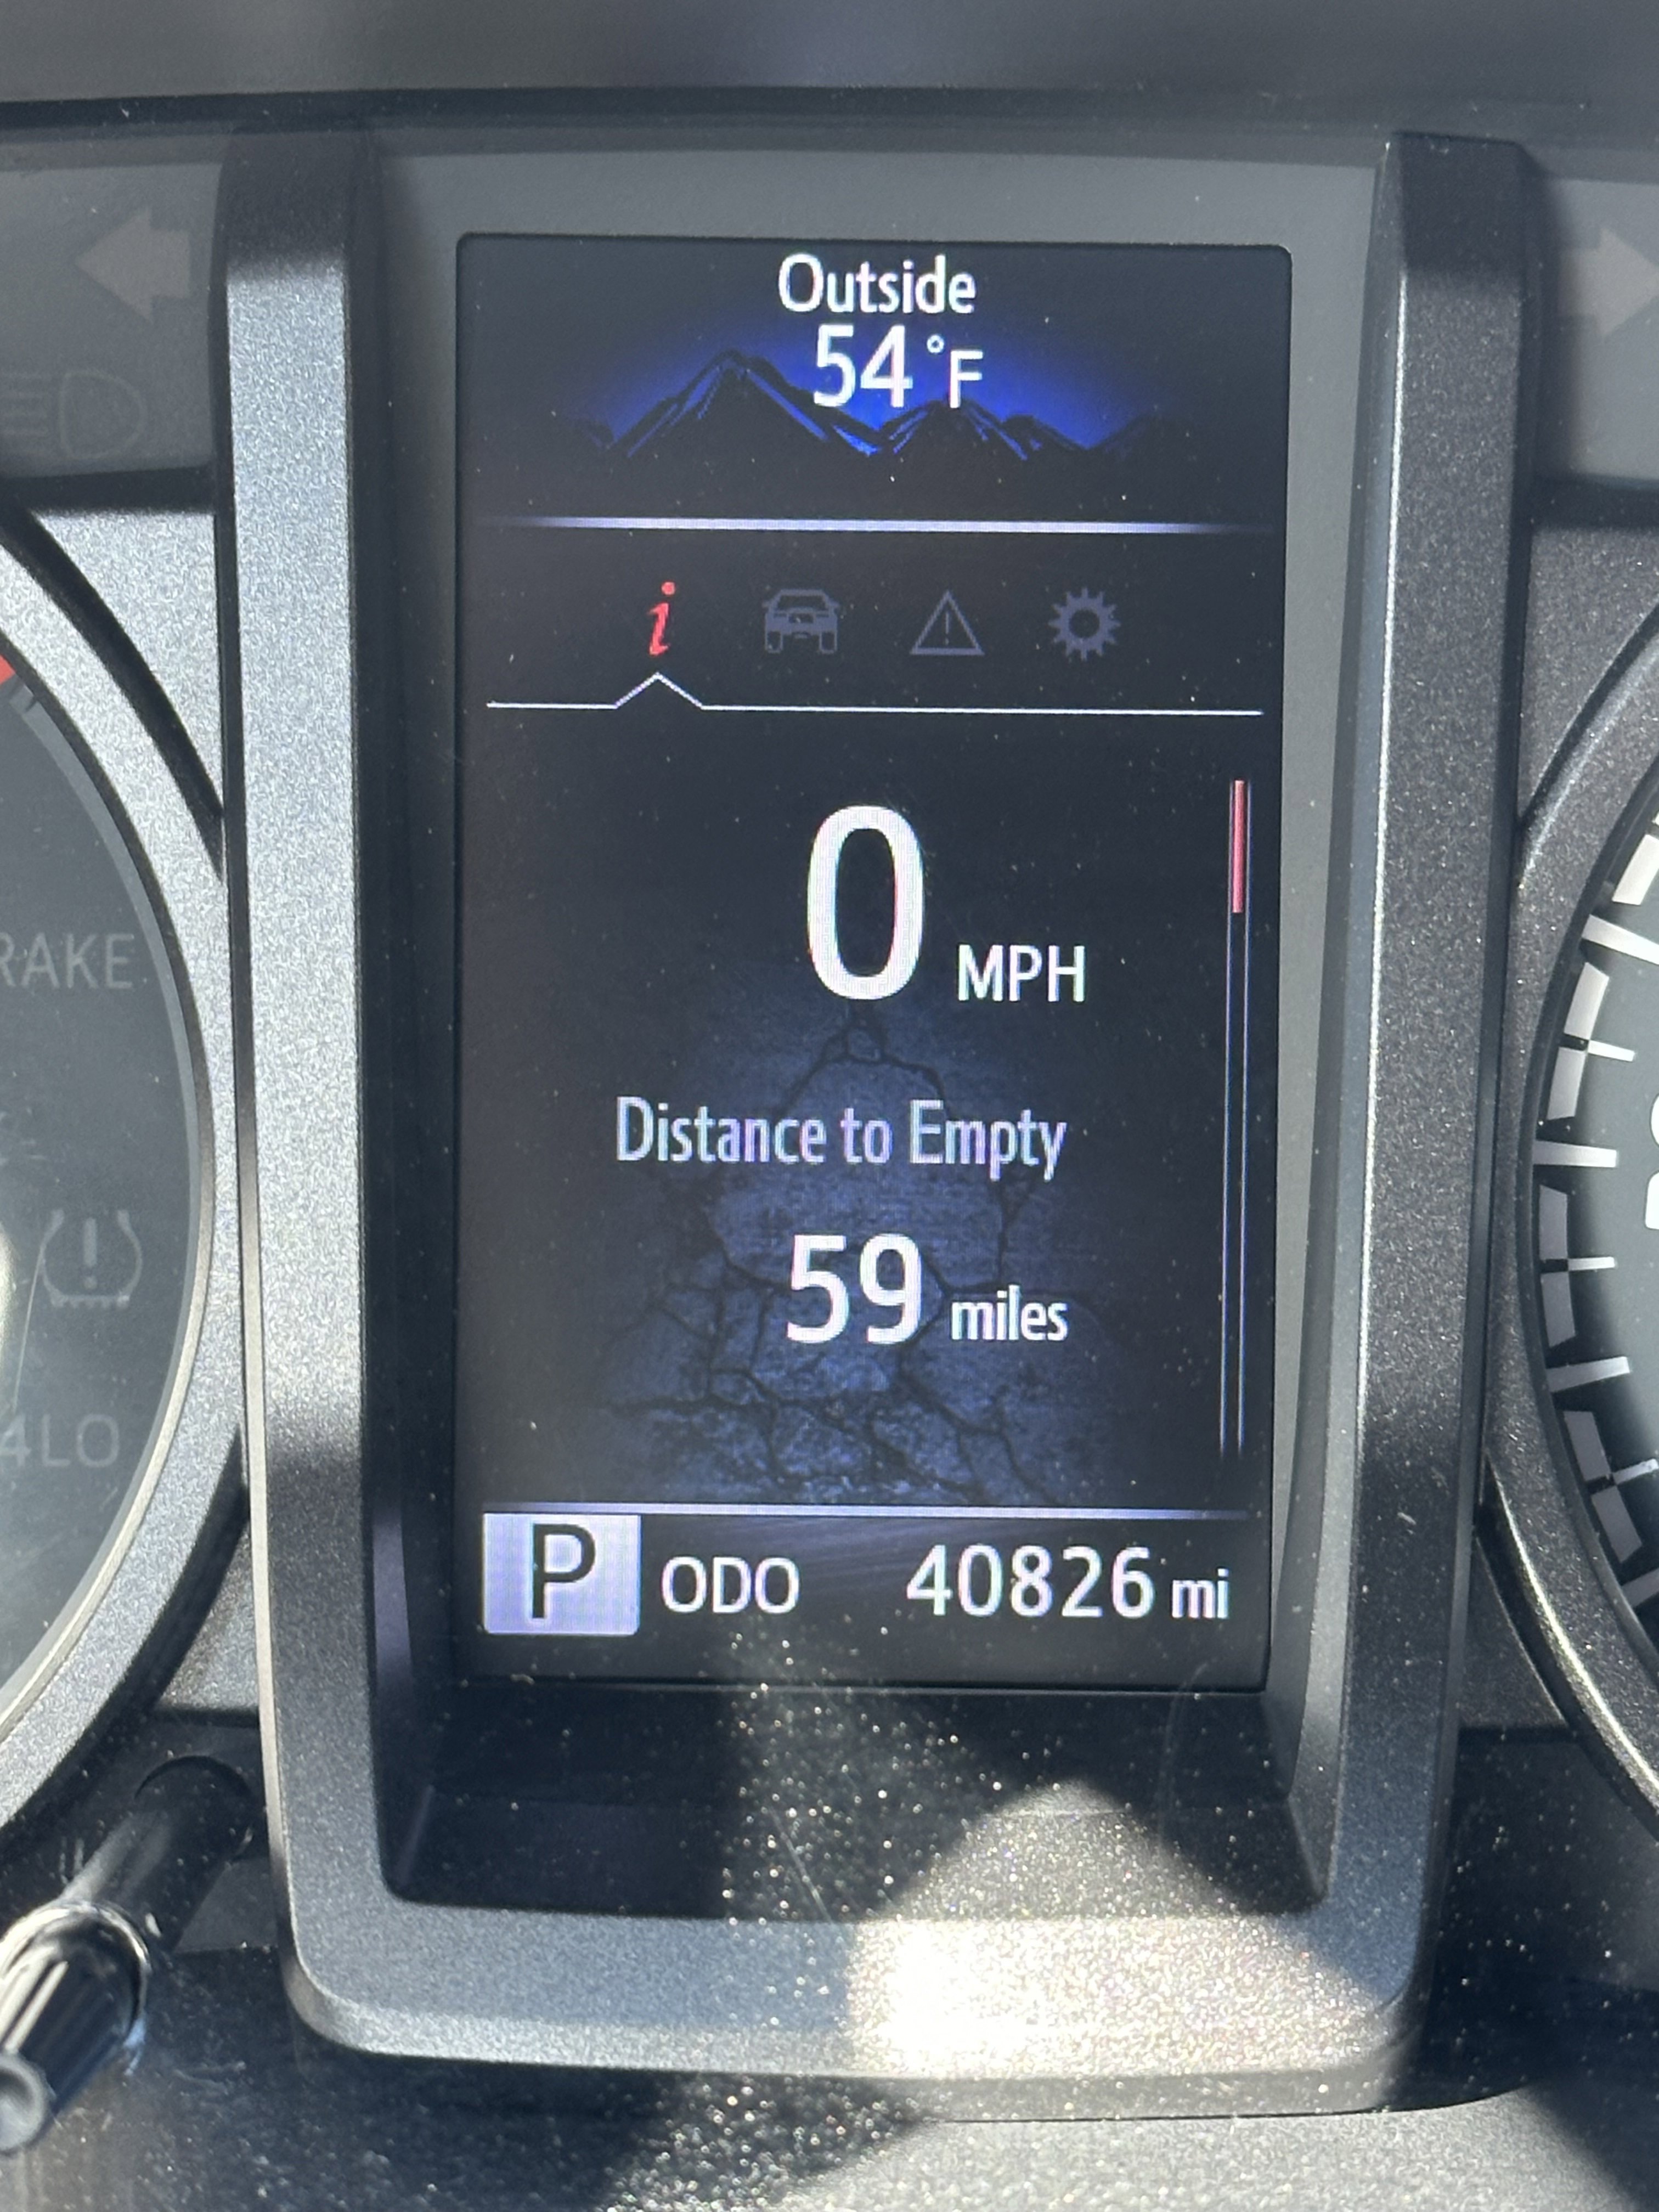 Outside
54°F
i
0 MPH
RAKE
Distance to Empty
59 miles
4LO
P ODO 40826 mi